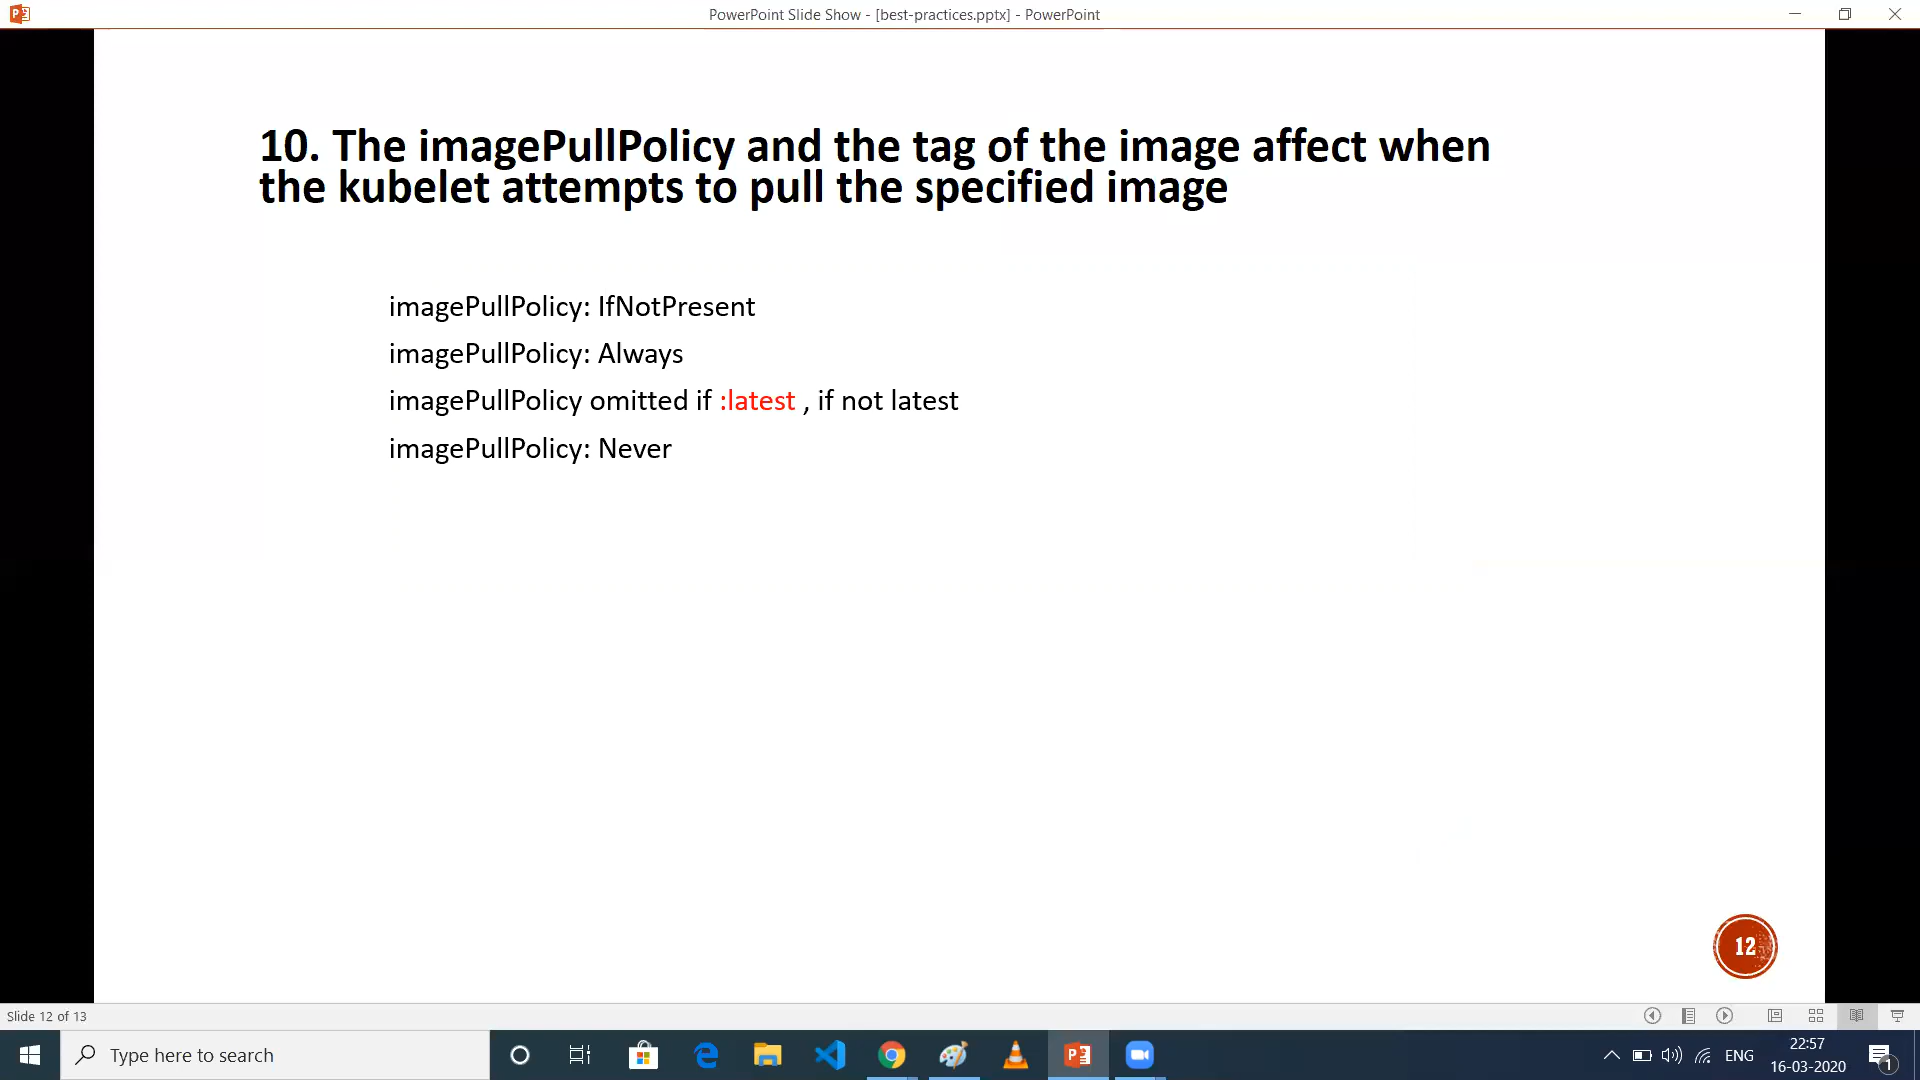 PowerPoint Slide Show - [best-practices.pptx] - PowerPoint
10. The imagePullPolicy and the tag of the image affect when
the kubelet attempts to pull the specified image
imagePullPolicy: IfNotPresent
imagePullPolicy: Always
imagePullPolicy omitted if :latest , if not latest
imagePullPolicy: Never
12
Slide 12 of 13
Type here to search
ENG
22:57
16-03-2020
1